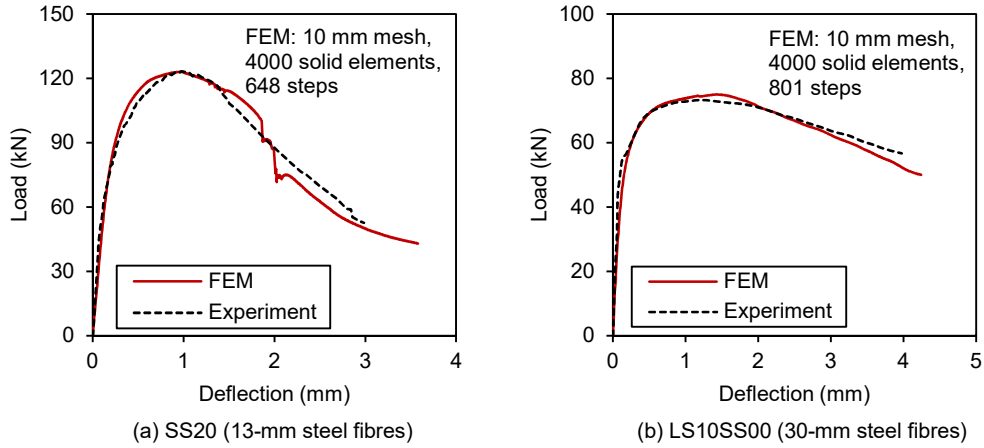 150
120
90
60
30
0
Load (kN)
FEM: 10 mm mesh,
4000 solid elements,
648 steps
FEM
Experiment
0 1 2 3 4
Deflection (mm)
(a) SS20 (13-mm steel fibres)
100
80
60
40
20
0
Load (kN)
FEM: 10 mm mesh,
4000 solid elements,
801 steps
FEM
Experiment
0 1 2 3 4 5
Deflection (mm)
(b) LS10SS00 (30-mm steel fibres)